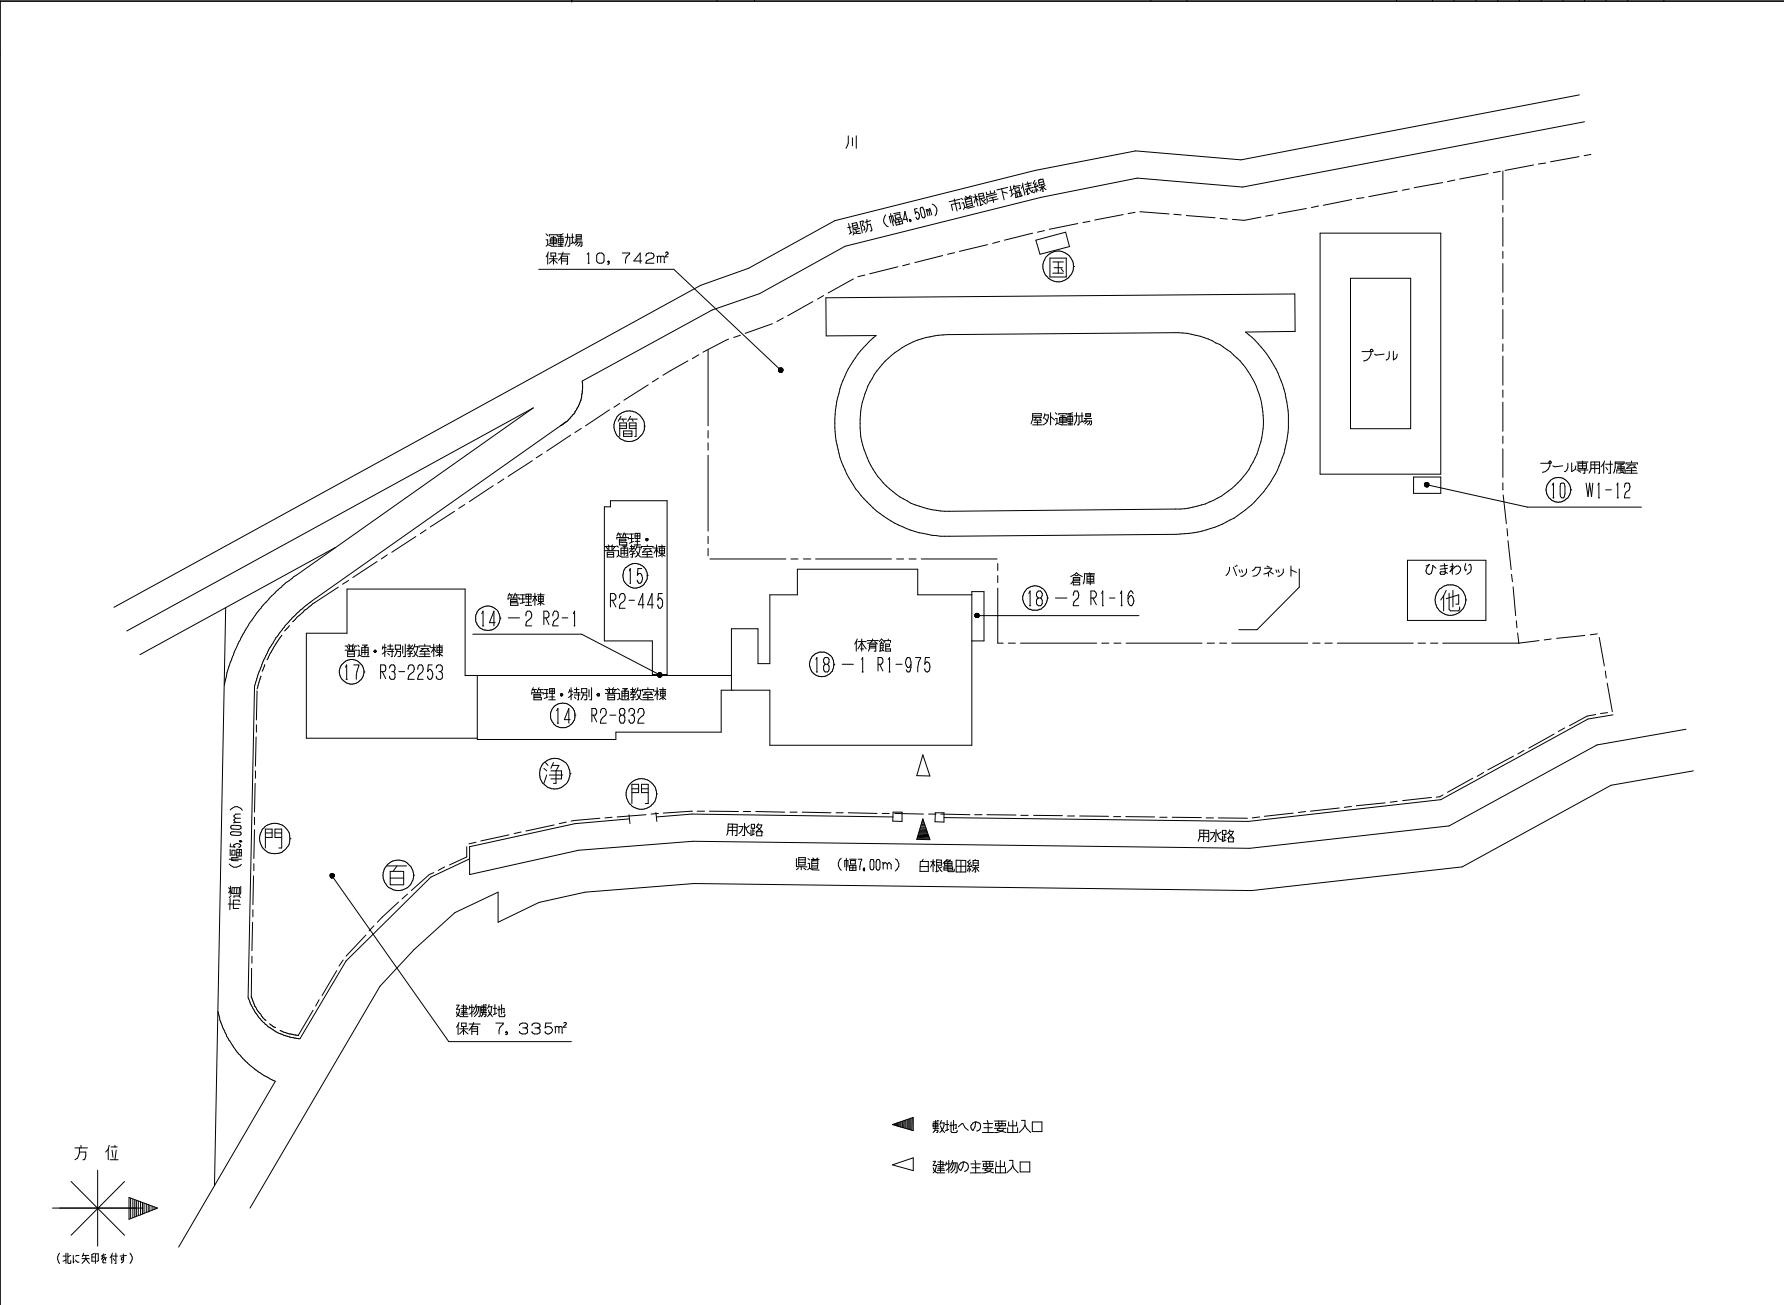 川
堤防 (幅4.50m) 市道根岸下塩俵線
運動場
保有 10,742㎡
国
プール
屋外運動場
簡
プール専用付属室
⑩ W1-12
管理・
普通教室棟
⑮
R2-445
管理棟
⑭-2 R2-1
バックネット
ひまわり
他
倉庫
⑱-2 R1-16
普通・特別教室棟
⑰ R3-2253
体育館
⑱-1 R1-975
管理・特別・普通教室棟
⑭ R2-832
浄
門
門
用水路
用水路
市道 (幅5.00m)
百
県道 (幅7.00m) 白根亀田線
建物敷地
保有 7,335㎡
敷地への主要出入口
建物の主要出入口
方 位
(北に矢印を付す)